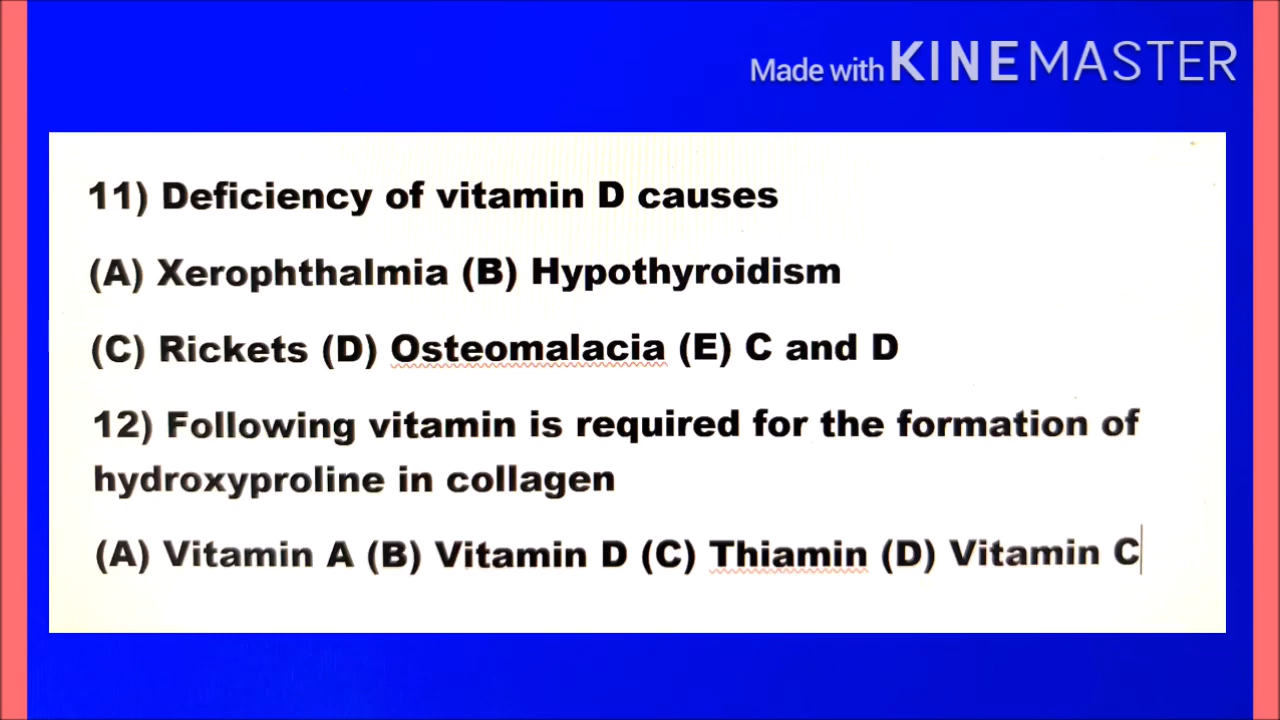 Made with KINEMASTER
11) Deficiency of vitamin D causes
(A) Xerophthalmia (B) Hypothyroidism
(C) Rickets (D) Osteomalacia (E) C and D
12) Following vitamin is required for the formation of
hydroxyproline in collagen
(A) Vitamin A (B) Vitamin D (C) Thiamin (D) Vitamin C